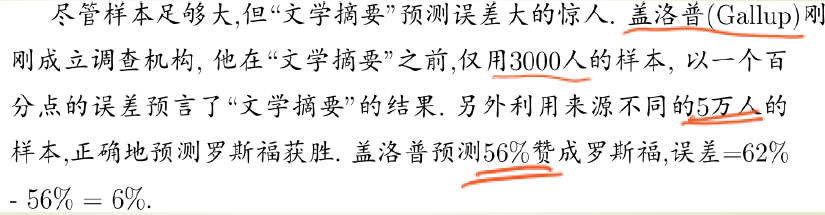 尽管样本足够大,但“文学摘要”预测误差大的惊人. 盖洛普(Gallup)刚
刚成立调查机构, 他在“文学摘要”之前,仅用3000人的样本, 以一个百
分点的误差预言了“文学摘要”的结果. 另外利用来源不同的5万人的
样本,正确地预测罗斯福获胜. 盖洛普预测56%赞成罗斯福,误差=62%
- 56% = 6%.